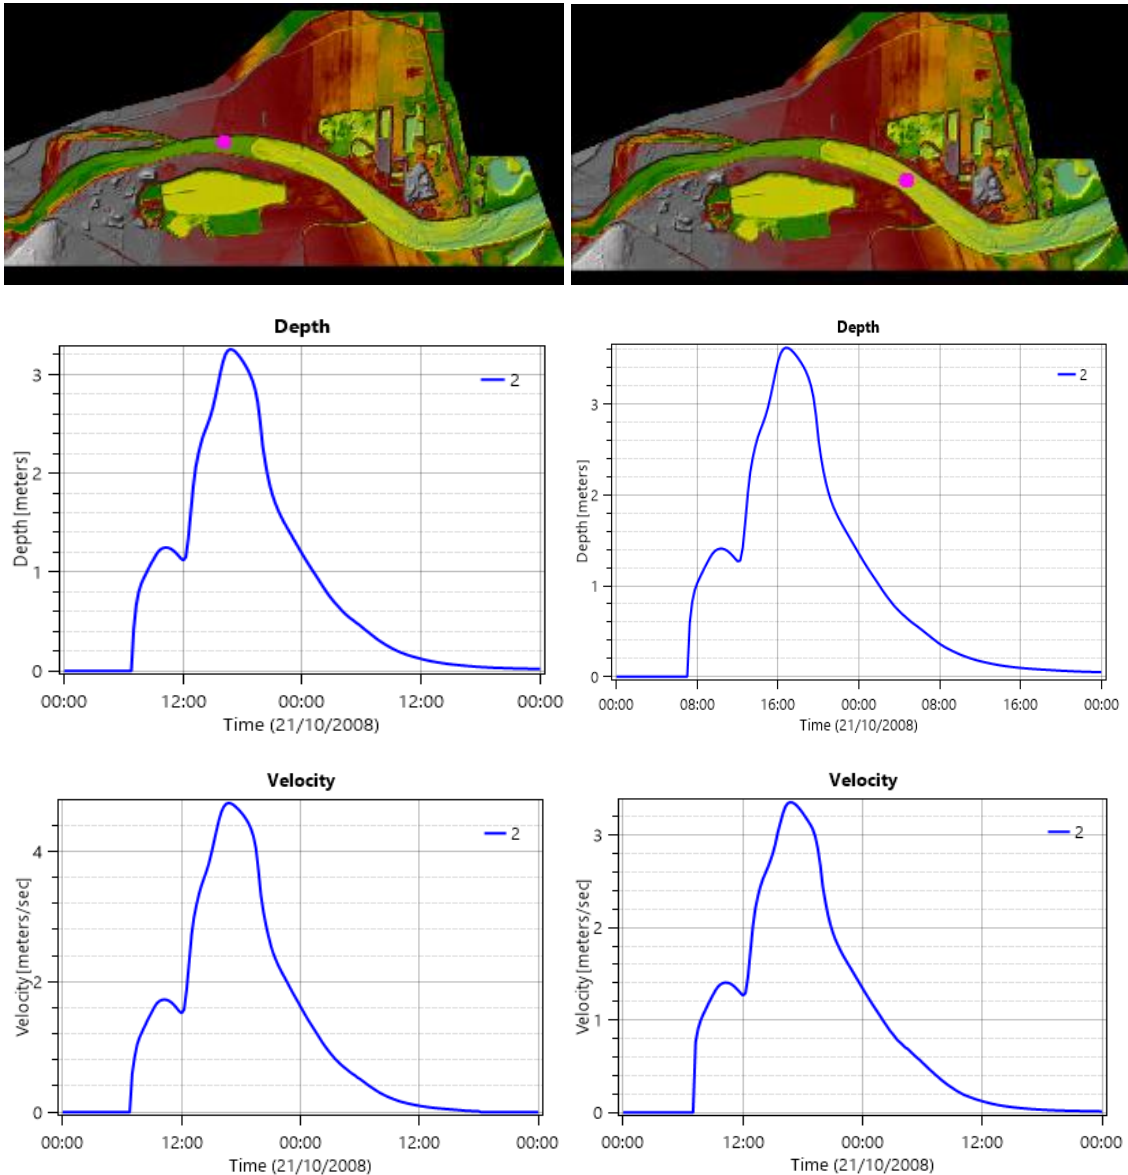 Depth
3
2
1
0
Depth [meters]
2
00:00 12:00 00:00 12:00 00:00
Time (21/10/2008)
Depth
3
2
1
0
Depth [meters]
2
00:00 08:00 16:00 00:00 08:00 16:00 00:00
Time (21/10/2008)
Velocity
4
2
0
Velocity [meters/sec]
2
00:00 12:00 00:00 12:00 00:00
Time (21/10/2008)
Velocity
3
2
1
0
Velocity [meters/sec]
2
00:00 12:00 00:00 12:00 00:00
Time (21/10/2008)